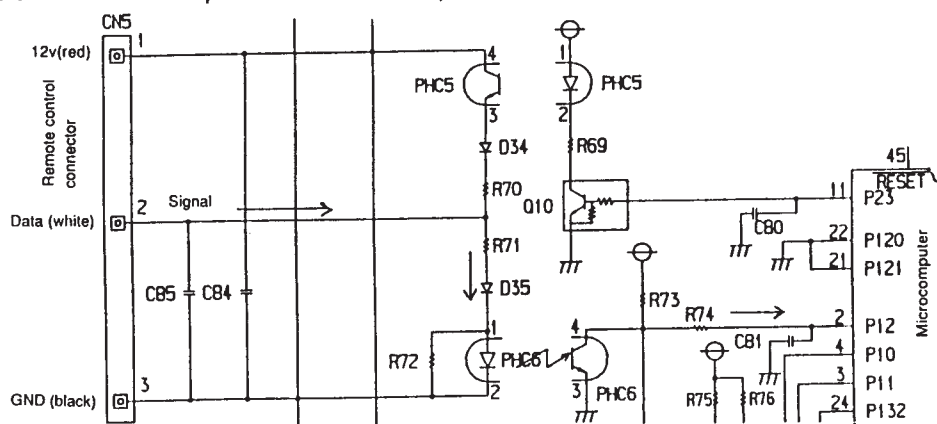 CN5
12v(red)
1
Remote control connector
Data (white)
2
Signal
GND (black)
3
C85
C84
4
PHC5
3
D34
R70
R71
D35
R72
1
PHC6
2
1
PHC5
2
R69
Q10
R73
R74
4
PHC6
3
C80
C81
R75
R76
45
RESET
11
P23
22
P120
21
P121
2
P12
4
P10
3
P11
24
P132
Microcomputer